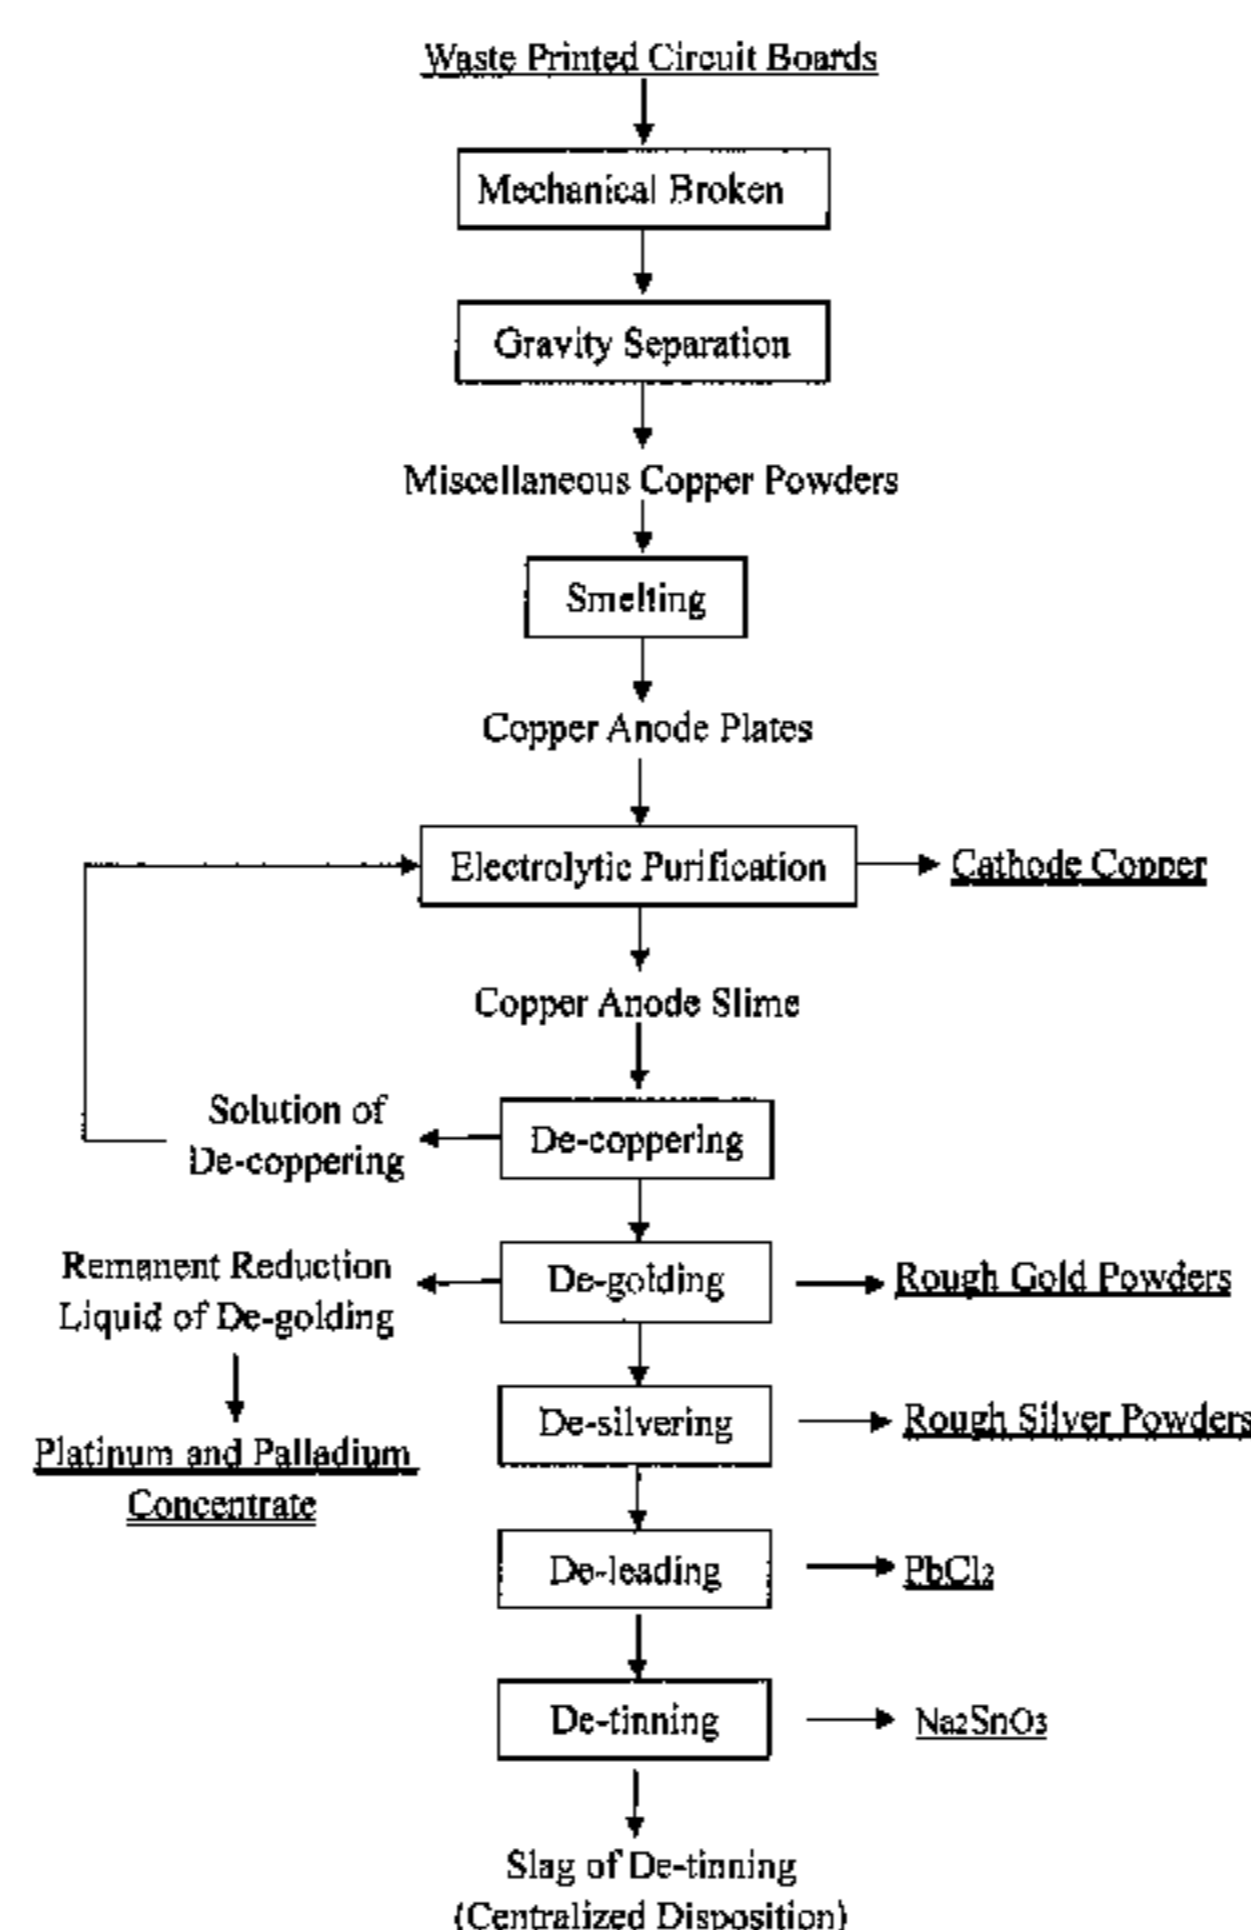 Waste Printed Circuit Boards
Mechanical Broken
Gravity Separation
Miscellaneous Copper Powders
Smelting
Copper Anode Plates
Electrolytic Purification
Cathode Copper
Copper Anode Slime
Solution of
De-coppering
De-coppering
Remanent Reduction
Liquid of De-golding
De-golding
Rough Gold Powders
De-silvering
Rough Silver Powders
Platinum and Palladium
Concentrate
De-leading
PbCl2
De-tinning
Na2SnO3
Slag of De-tinning
(Centralized Disposition)